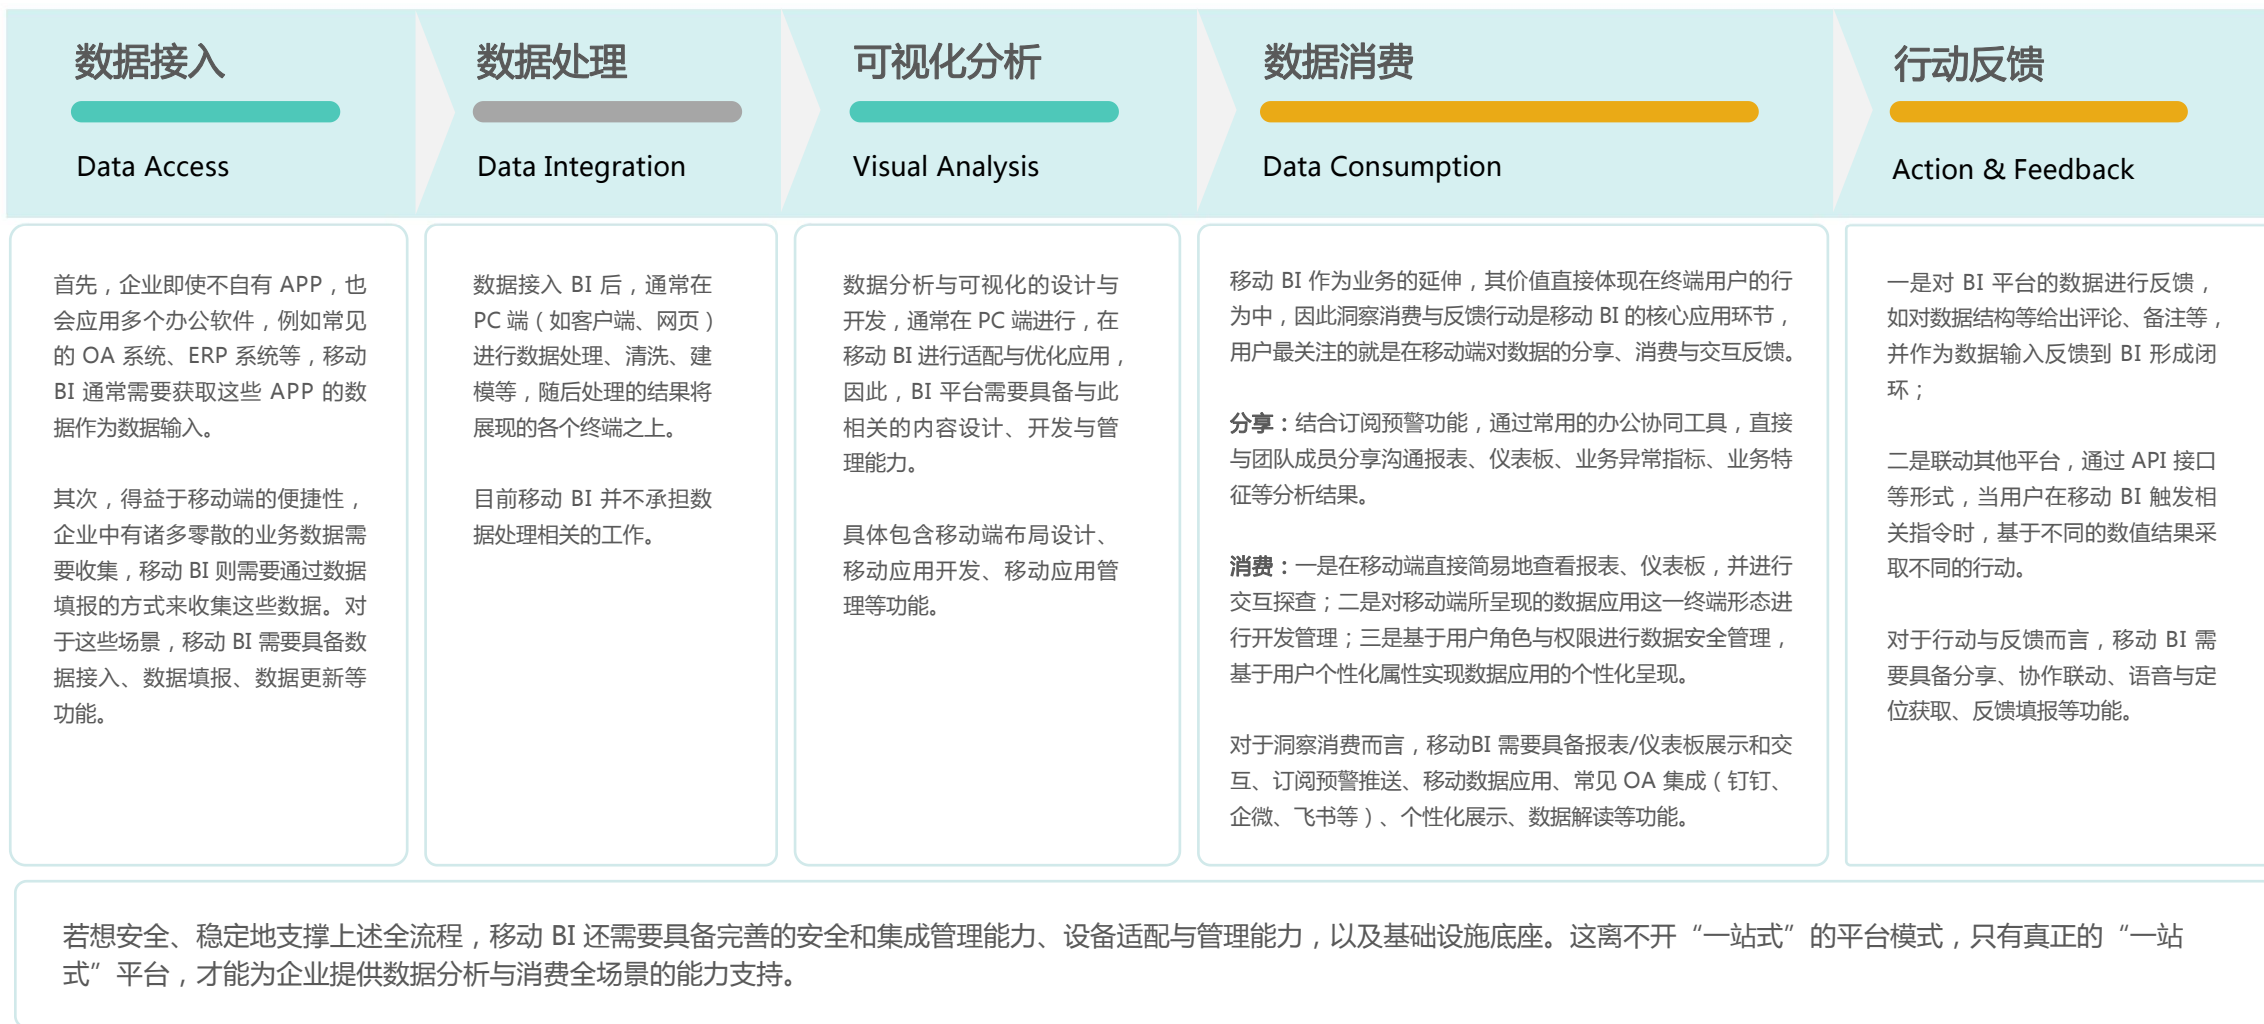 数据接入
Data Access
数据处理
Data Integration
可视化分析
Visual Analysis
数据消费
Data Consumption
行动反馈
Action & Feedback
首先，企业即使不自有 APP，也
会应用多个办公软件，例如常见
的 OA 系统、ERP 系统等，移动
BI 通常需要获取这些 APP 的数
据作为数据输入。
其次，得益于移动端的便捷性，
企业中有诸多零散的业务数据需
要收集，移动 BI 则需要通过数据
填报的方式来收集这些数据。对
于这些场景，移动 BI 需要具备数
据接入、数据填报、数据更新等
功能。
数据接入 BI 后，通常在
PC 端（如客户端、网页）
进行数据处理、清洗、建
模等，随后处理的结果将
展现的各个终端之上。
目前移动 BI 并不承担数
据处理相关的工作。
数据分析与可视化的设计与
开发，通常在 PC 端进行，在
移动 BI 进行适配与优化应用，
因此，BI 平台需要具备与此
相关的内容设计、开发与管
理能力。
具体包含移动端布局设计、
移动应用开发、移动应用管
理等功能。
移动 BI 作为业务的延伸，其价值直接体现在终端用户的行
为中，因此洞察消费与反馈行动是移动 BI 的核心应用环节，
用户最关注的就是在移动端对数据的分享、消费与交互反馈。
分享：结合订阅预警功能，通过常用的办公协同工具，直接
与团队成员分享沟通报表、仪表板、业务异常指标、业务特
征等分析结果。
消费：一是在移动端直接简易地查看报表、仪表板，并进行
交互探查；二是对移动端所呈现的数据应用这一终端形态进
行开发管理；三是基于用户角色与权限进行数据安全管理，
基于用户个性化属性实现数据应用的个性化呈现。
对于洞察消费而言，移动BI 需要具备报表/仪表板展示和交
互、订阅预警推送、移动数据应用、常见 OA 集成（钉钉、
企微、飞书等）、个性化展示、数据解读等功能。
一是对 BI 平台的数据进行反馈，
如对数据结构等给出评论、备注等，
并作为数据输入反馈到 BI 形成闭
环；
二是联动其他平台，通过 API 接口
等形式，当用户在移动 BI 触发相
关指令时，基于不同的数值结果采
取不同的行动。
对于行动与反馈而言，移动 BI 需
要具备分享、协作联动、语音与定
位获取、反馈填报等功能。
若想安全、稳定地支撑上述全流程，移动 BI 还需要具备完善的安全和集成管理能力、设备适配与管理能力，以及基础设施底座。这离不开“一站式”的平台模式，只有真正的“一站
式”平台，才能为企业提供数据分析与消费全场景的能力支持。